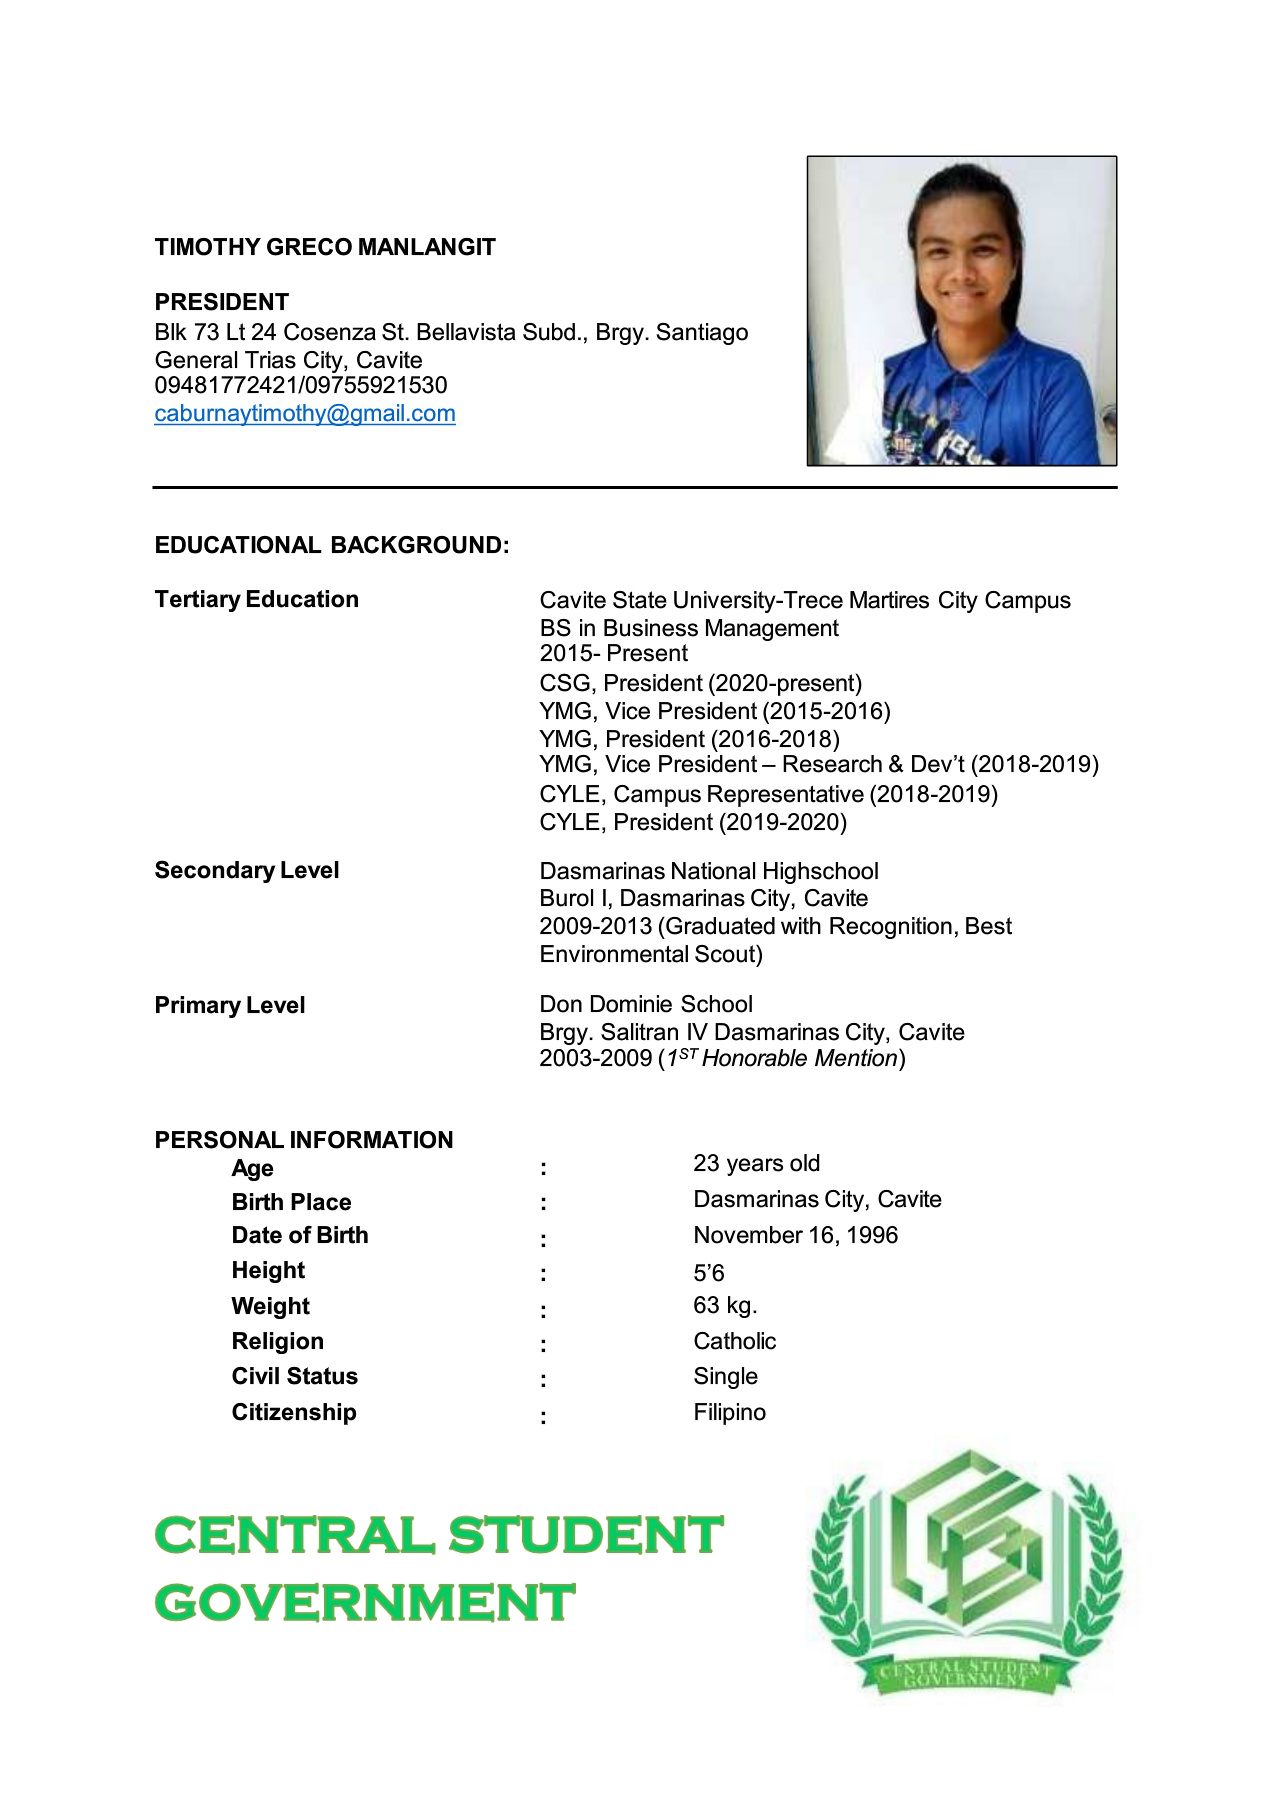 TIMOTHY GRECO MANLANGIT
PRESIDENT
Blk 73 Lt 24 Cosenza St. Bellavista Subd., Brgy. Santiago
General Trias City, Cavite
09481772421/09755921530
caburnaytimothy@gmail.com
EDUCATIONAL BACKGROUND:
Tertiary Education
Cavite State University-Trece Martires City Campus
BS in Business Management
2015- Present
CSG, President (2020-present)
YMG, Vice President (2015-2016)
YMG, President (2016-2018)
YMG, Vice President – Research & Dev’t (2018-2019)
CYLE, Campus Representative (2018-2019)
CYLE, President (2019-2020)
Secondary Level
Dasmarinas National Highschool
Burol I, Dasmarinas City, Cavite
2009-2013 (Graduated with Recognition, Best
Environmental Scout)
Primary Level
Don Dominie School
Brgy. Salitran IV Dasmarinas City, Cavite
2003-2009 (1ST Honorable Mention)
PERSONAL INFORMATION
Age : 23 years old
Birth Place : Dasmarinas City, Cavite
Date of Birth : November 16, 1996
Height : 5’6
Weight : 63 kg.
Religion : Catholic
Civil Status : Single
Citizenship : Filipino
CENTRAL STUDENT
GOVERNMENT
CENTRAL STUDENT
GOVERNMENT